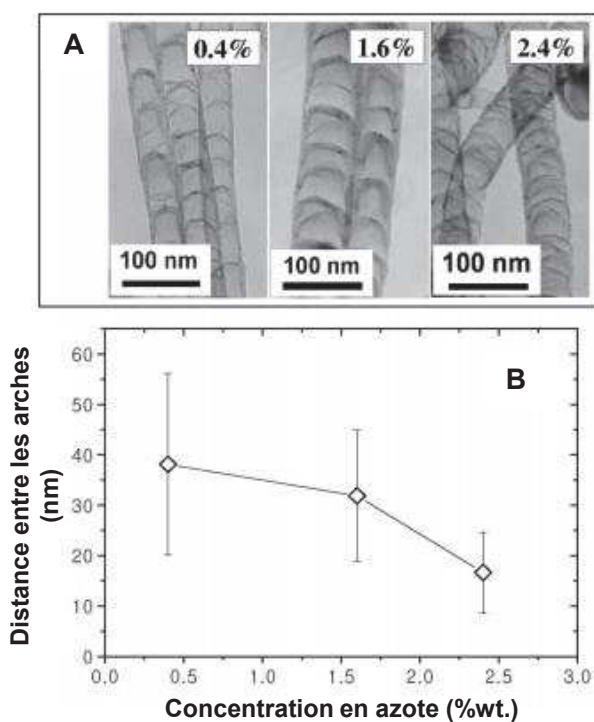 A
0.4%
1.6%
2.4%
100 nm
100 nm
100 nm
B
Distance entre les arches
(nm)
60
50
40
30
20
10
0
0.0 0.5 1.0 1.5 2.0 2.5 3.0
Concentration en azote (%wt.)